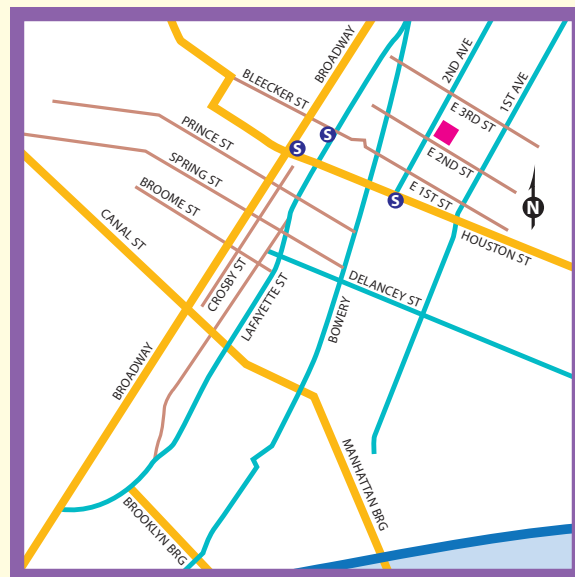 BROADWAY
2ND AVE
1ST AVE
BLEECKER ST
E 3RD ST
PRINCE ST
S
S
E 2ND ST
SPRING ST
E 1ST ST
BROOME ST
S
N
CANAL ST
HOUSTON ST
CROSBY ST
LAFAYETTE ST
DELANCEY ST
BOWERY
BROADWAY
MANHATTAN BRG
BROOKLYN BRG